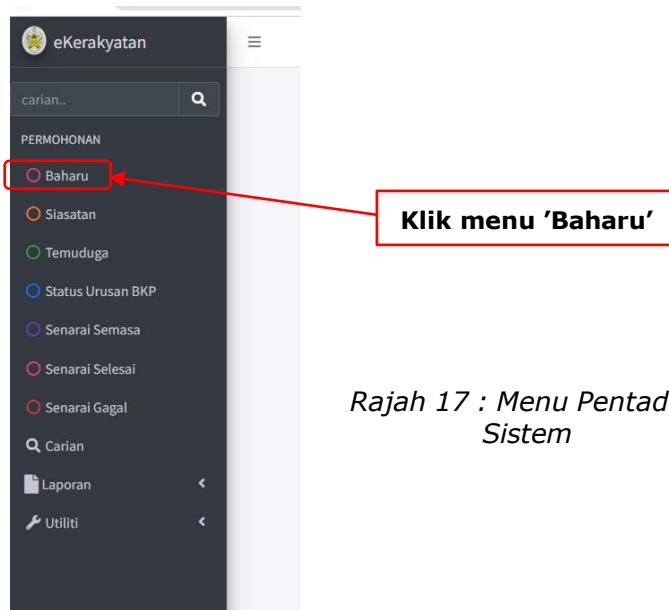 eKerakyatan
carian..
PERMOHONAN
Baharu
Siasatan
Temuduga
Status Urusan BKP
Senarai Semasa
Senarai Selesai
Senarai Gagal
Carian
Laporan
Utiliti
Klik menu ’Baharu’
Rajah 17 : Menu Pentad
Sistem